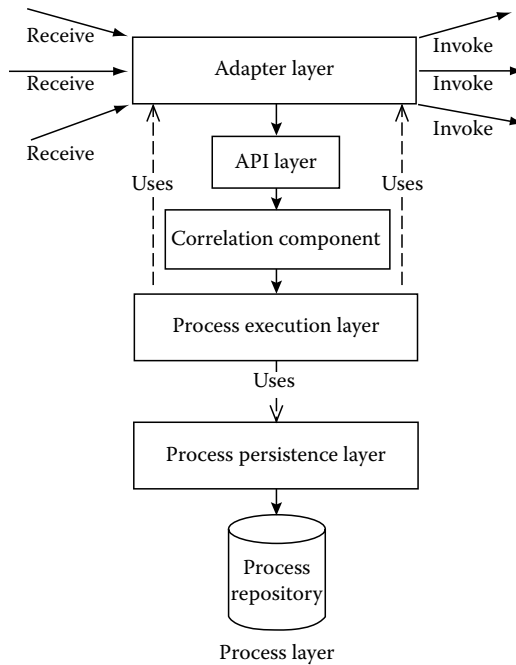 Receive
Receive
Receive
Adapter layer
Invoke
Invoke
Invoke
Uses
API layer
Uses
Correlation component
Process execution layer
Uses
Process persistence layer
Process
repository
Process layer